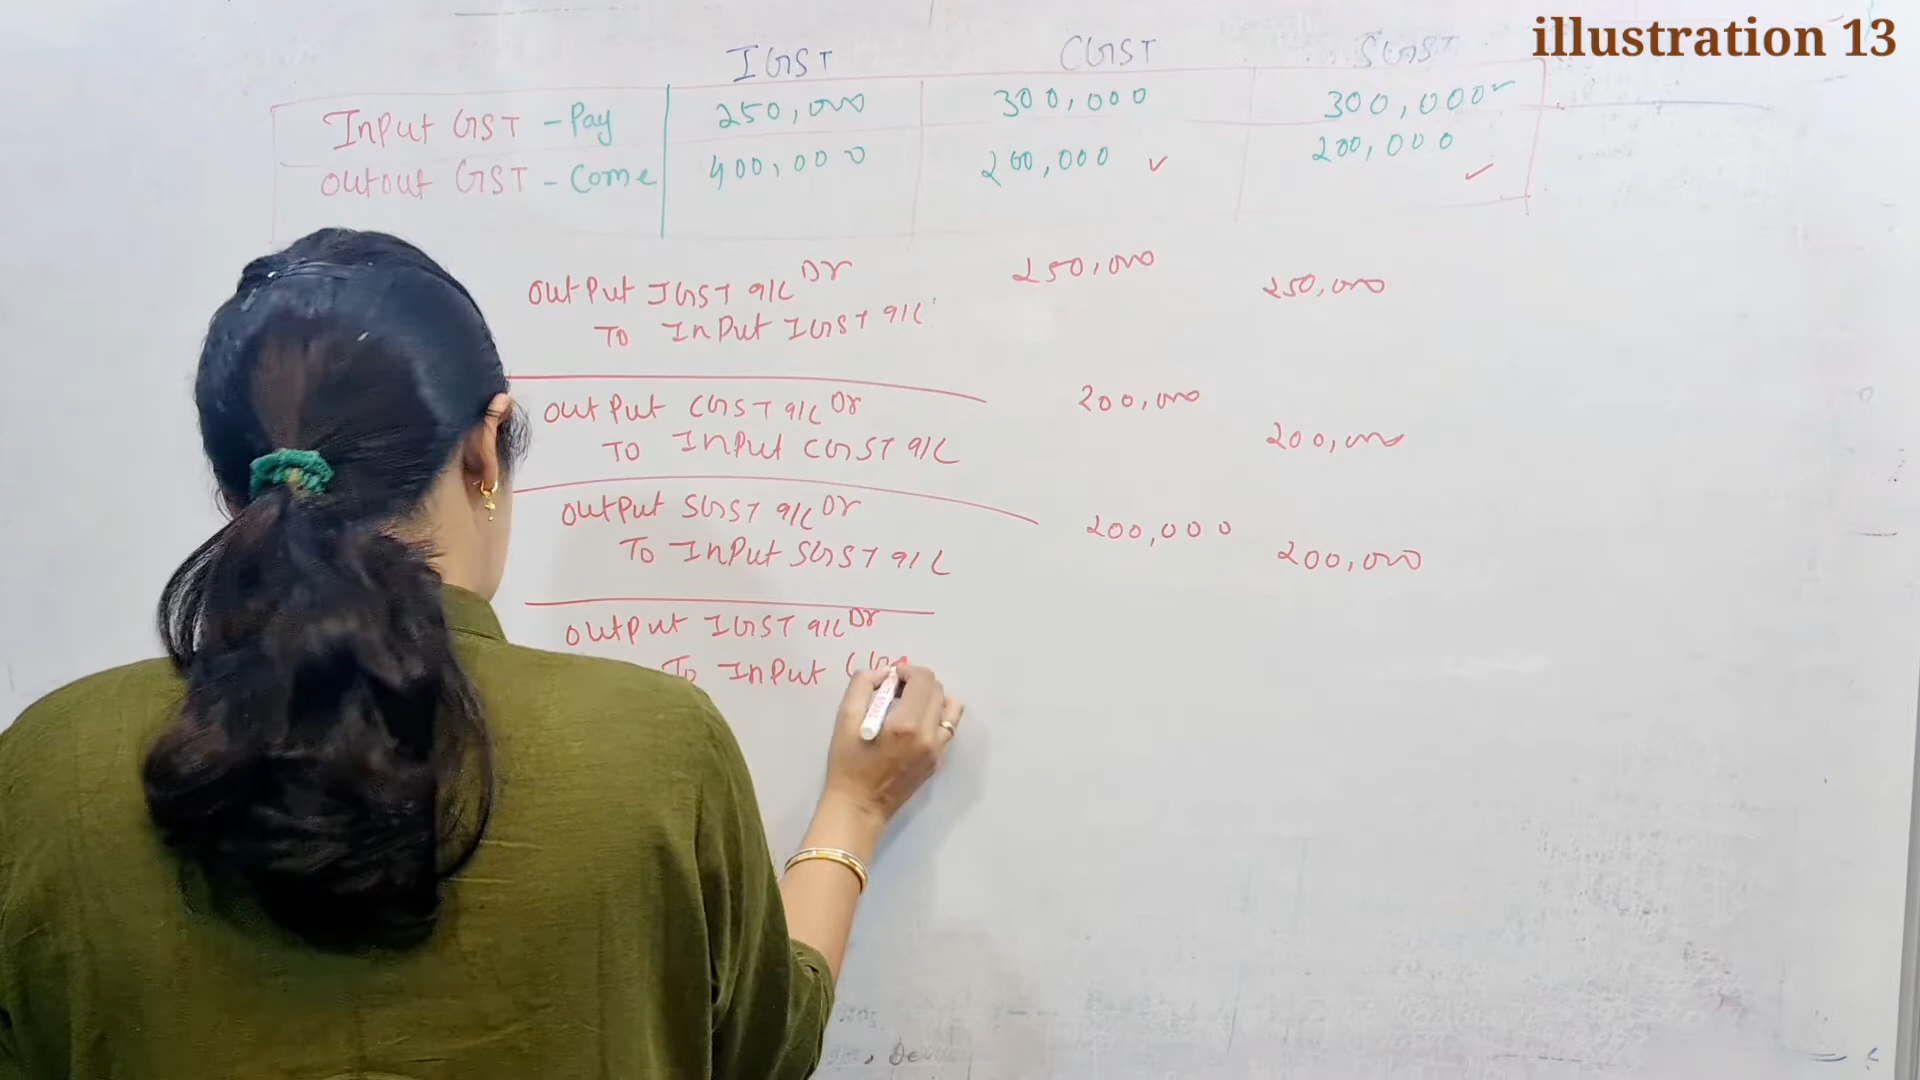 illustration 13
IGST CGST SGST
Input GST - Pay 250,000 300,000 300,000
Outout GST - Come 400,000 200,000 ✓ 200,000 ✓
Output IGST a/c Dr 250,000
To Input IGST a/c 250,000
Output CGST a/c Dr 200,000
To Input CGST a/c 200,000
Output SGST a/c Dr 200,000
To Input SGST a/c 200,000
Output IGST a/c Dr
To Input CG